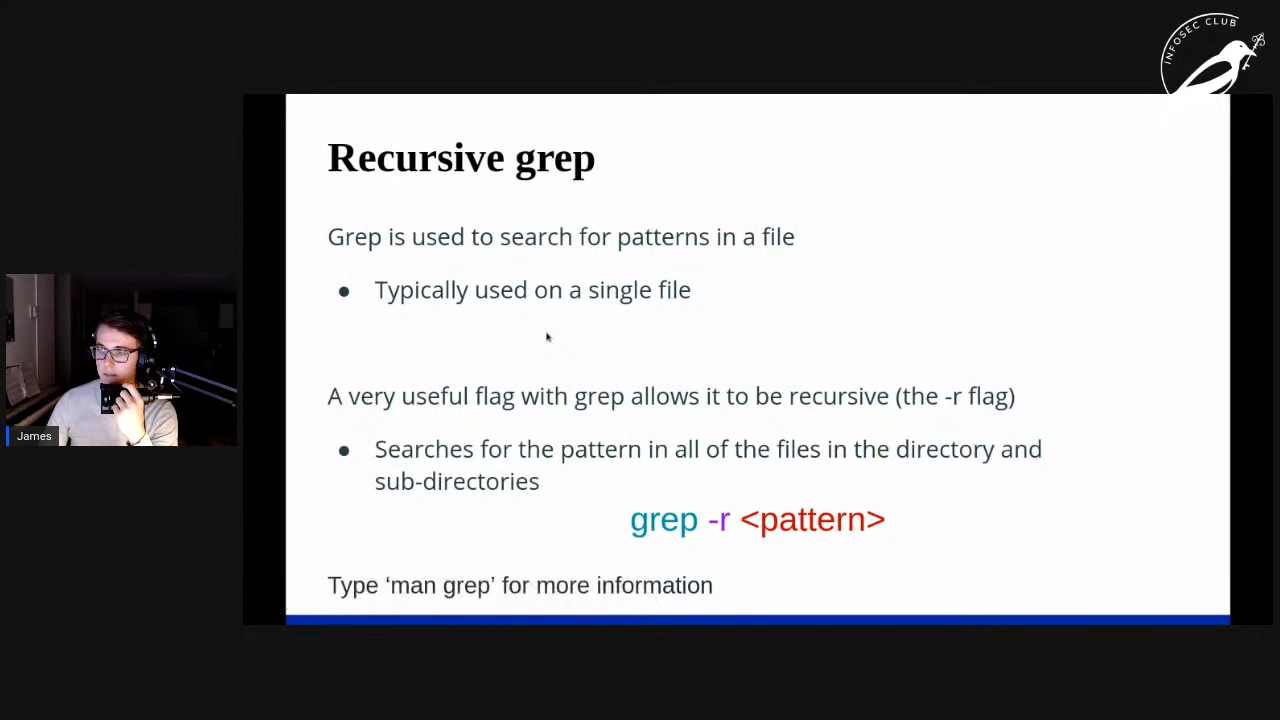 INFOSEC CLUB
Recursive grep
Grep is used to search for patterns in a file
● Typically used on a single file
A very useful flag with grep allows it to be recursive (the -r flag)
● Searches for the pattern in all of the files in the directory and
sub-directories
grep -r <pattern>
Type ‘man grep’ for more information
James